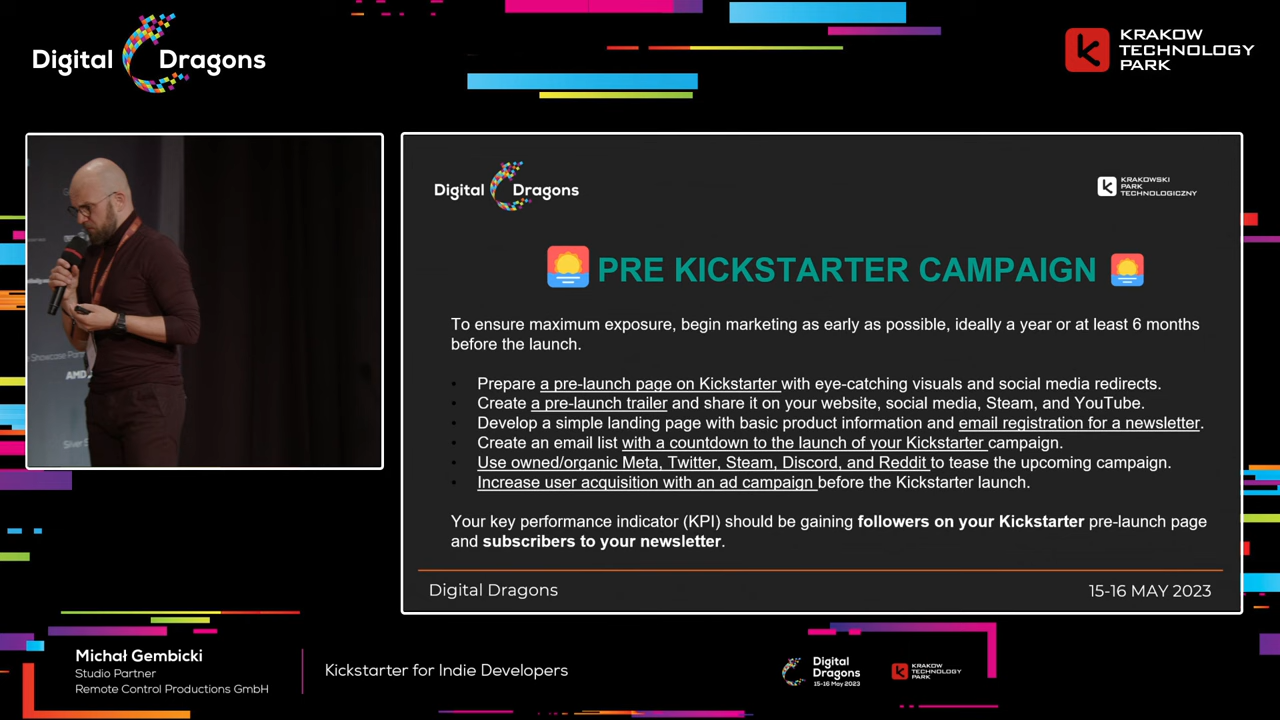 Digital Dragons
KRAKOW
TECHNOLOGY
PARK
AMD
Digital Dragons
KRAKOWSKI
PARK
TECHNOLOGICZNY
PRE KICKSTARTER CAMPAIGN
To ensure maximum exposure, begin marketing as early as possible, ideally a year or at least 6 months
before the launch.
• Prepare a pre-launch page on Kickstarter with eye-catching visuals and social media redirects.
• Create a pre-launch trailer and share it on your website, social media, Steam, and YouTube.
• Develop a simple landing page with basic product information and email registration for a newsletter.
• Create an email list with a countdown to the launch of your Kickstarter campaign.
• Use owned/organic Meta, Twitter, Steam, Discord, and Reddit to tease the upcoming campaign.
• Increase user acquisition with an ad campaign before the Kickstarter launch.
Your key performance indicator (KPI) should be gaining followers on your Kickstarter pre-launch page
and subscribers to your newsletter.
Digital Dragons 15-16 MAY 2023
Michał Gembicki
Studio Partner
Remote Control Productions GmbH
Kickstarter for Indie Developers
Digital
Dragons
15-16 May 2023
KRAKOW
TECHNOLOGY
PARK